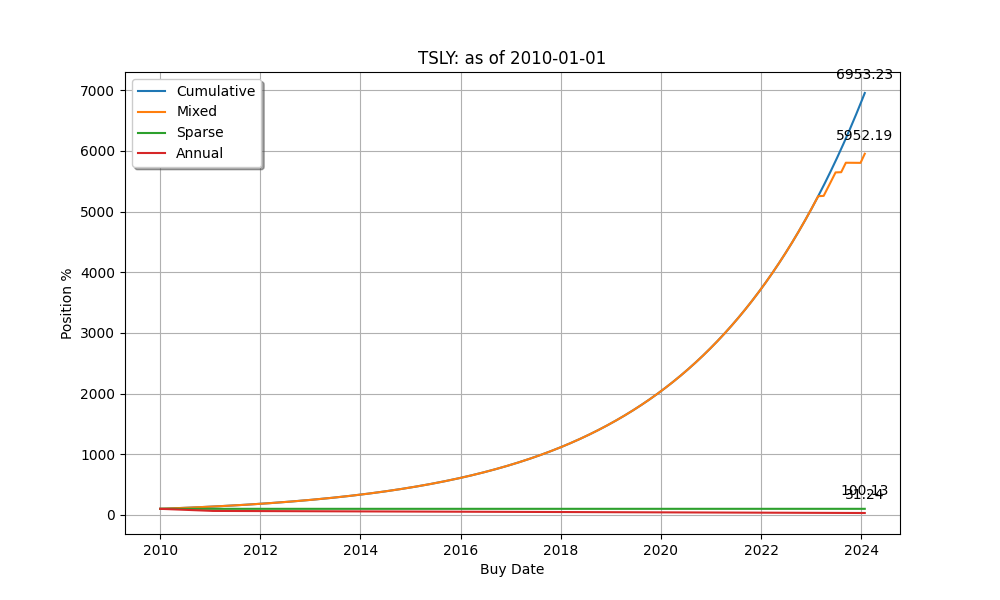 TSLY: as of 2010-01-01
6953.23
5952.19
100.13
31.24
Cumulative
Mixed
Sparse
Annual
7000
6000
5000
4000
3000
2000
1000
0
Position %
2010 2012 2014 2016 2018 2020 2022 2024
Buy Date